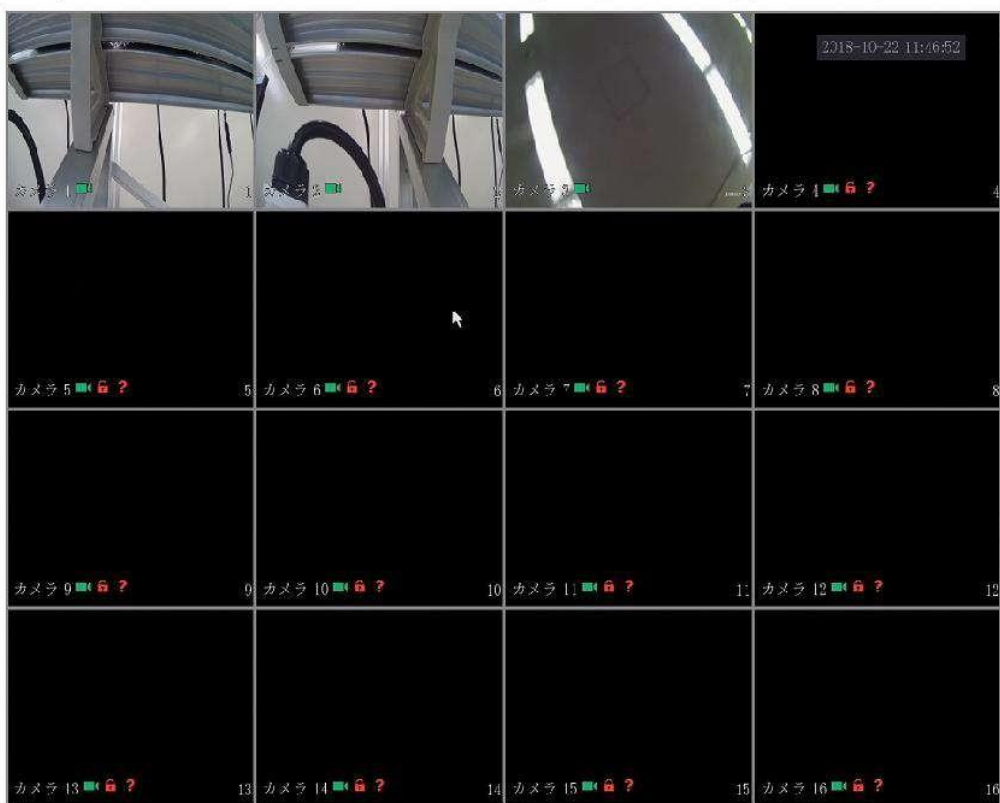 2018-10-22 11:46:52
カメラ 1 1
カメラ 2 2
カメラ 3 3
カメラ 4 ? 4
カメラ 5 ? 5
カメラ 6 ? 6
カメラ 7 ? 7
カメラ 8 ? 8
カメラ 9 ? 9
カメラ 10 ? 10
カメラ 11 ? 11
カメラ 12 ? 12
カメラ 13 ? 13
カメラ 14 ? 14
カメラ 15 ? 15
カメラ 16 ? 16